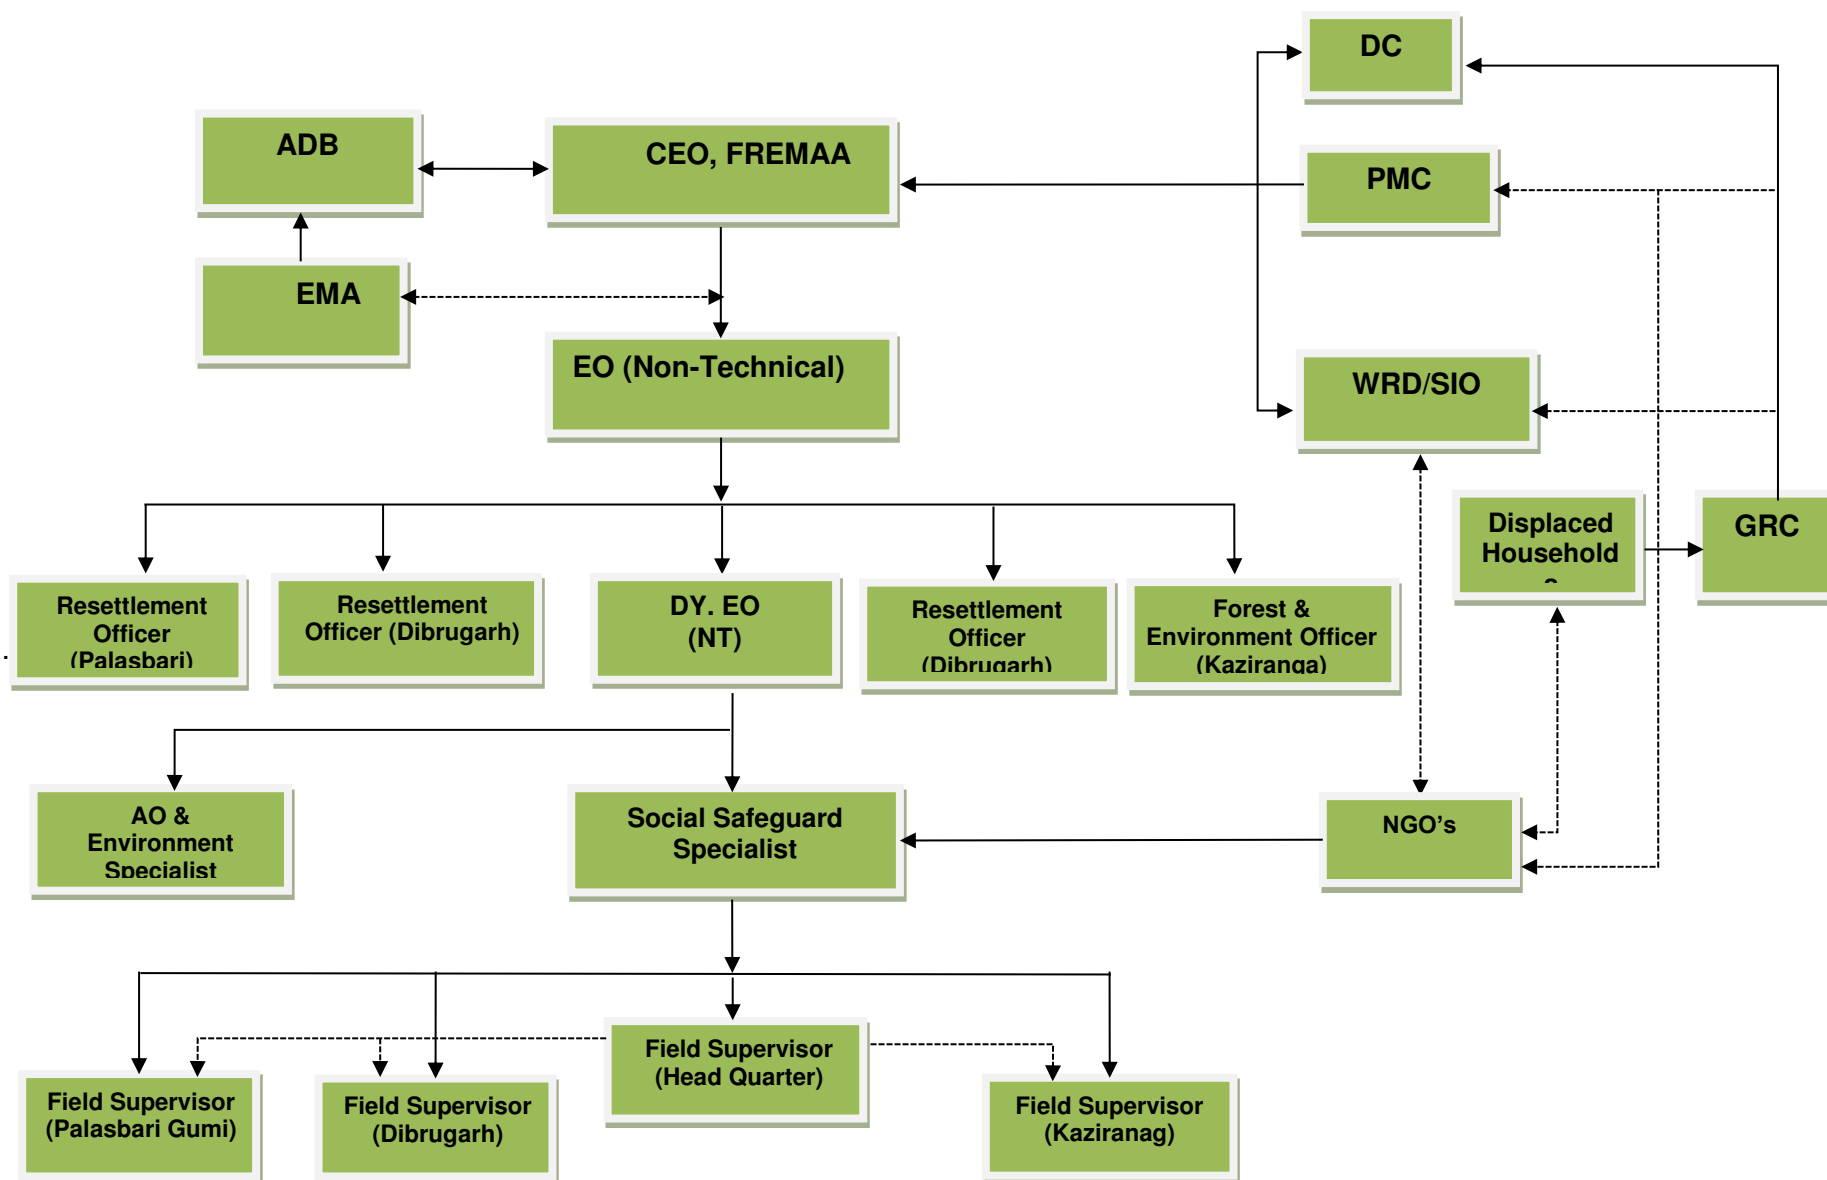 DC
ADB
CEO, FREMAA
PMC
EMA
EO (Non-Technical)
WRD/SIO
Displaced
Household
s
GRC
Resettlement
Officer
(Palasbari)
Resettlement
Officer (Dibrugarh)
DY. EO
(NT)
Resettlement
Officer
(Dibrugarh)
Forest &
Environment Officer
(Kaziranga)
.
AO &
Environment
Specialist
Social Safeguard
Specialist
NGO's
Field Supervisor
(Head Quarter)
Field Supervisor
(Palasbari Gumi)
Field Supervisor
(Dibrugarh)
Field Supervisor
(Kaziranag)